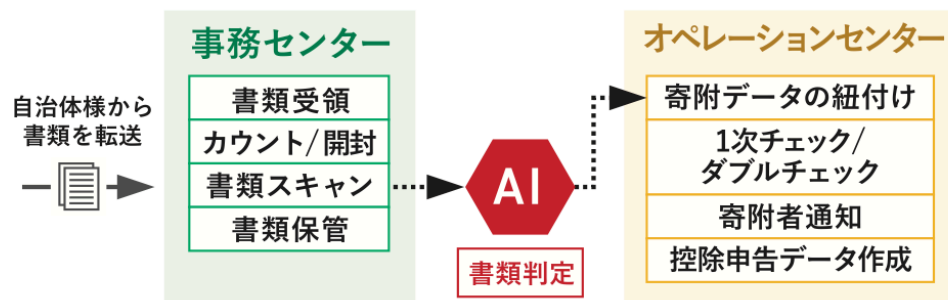 自治体様から
書類を転送
事務センター
書類受領
カウント/開封
書類スキャン
書類保管
AI
書類判定
オペレーションセンター
寄附データの紐付け
1次チェック/
ダブルチェック
寄附者通知
控除申告データ作成